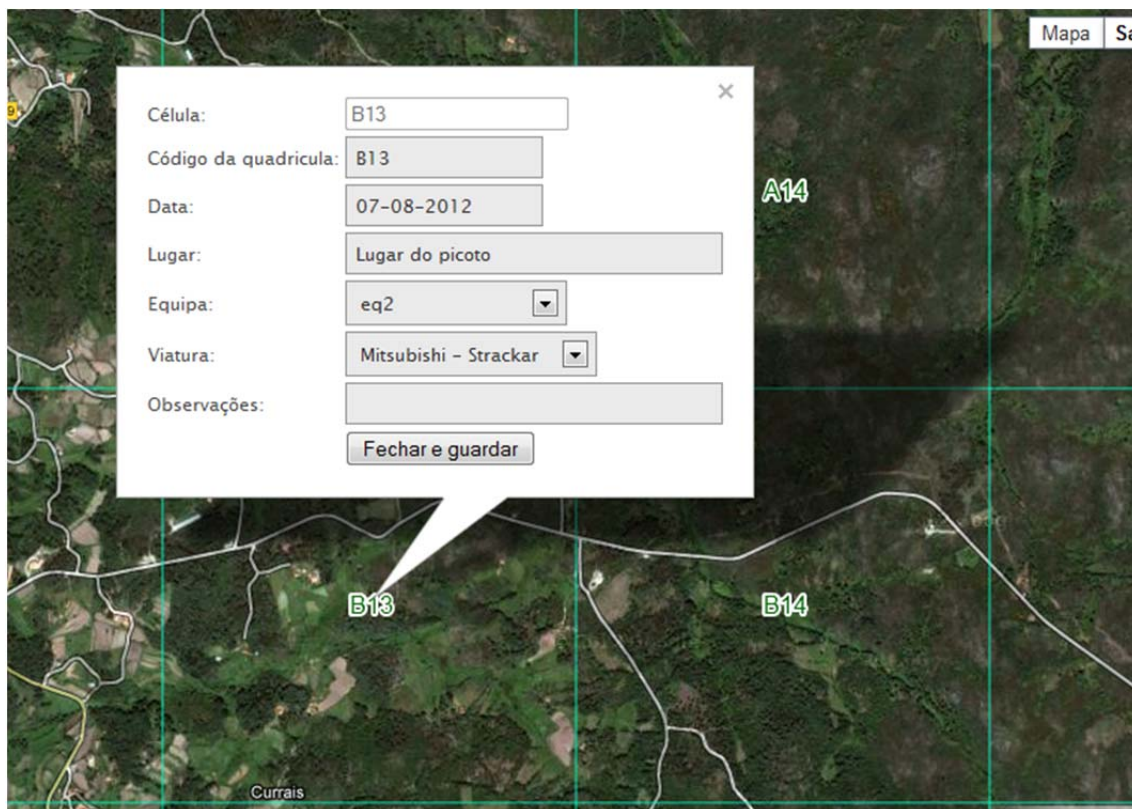 Mapa Sa
9
Célula: B13
Código da quadricula: B13
Data: 07-08-2012
Lugar: Lugar do picoto
Equipa: eq2
Viatura: Mitsubishi - Strackar
Observações:
Fechar e guardar
A14
B13
B14
Currais